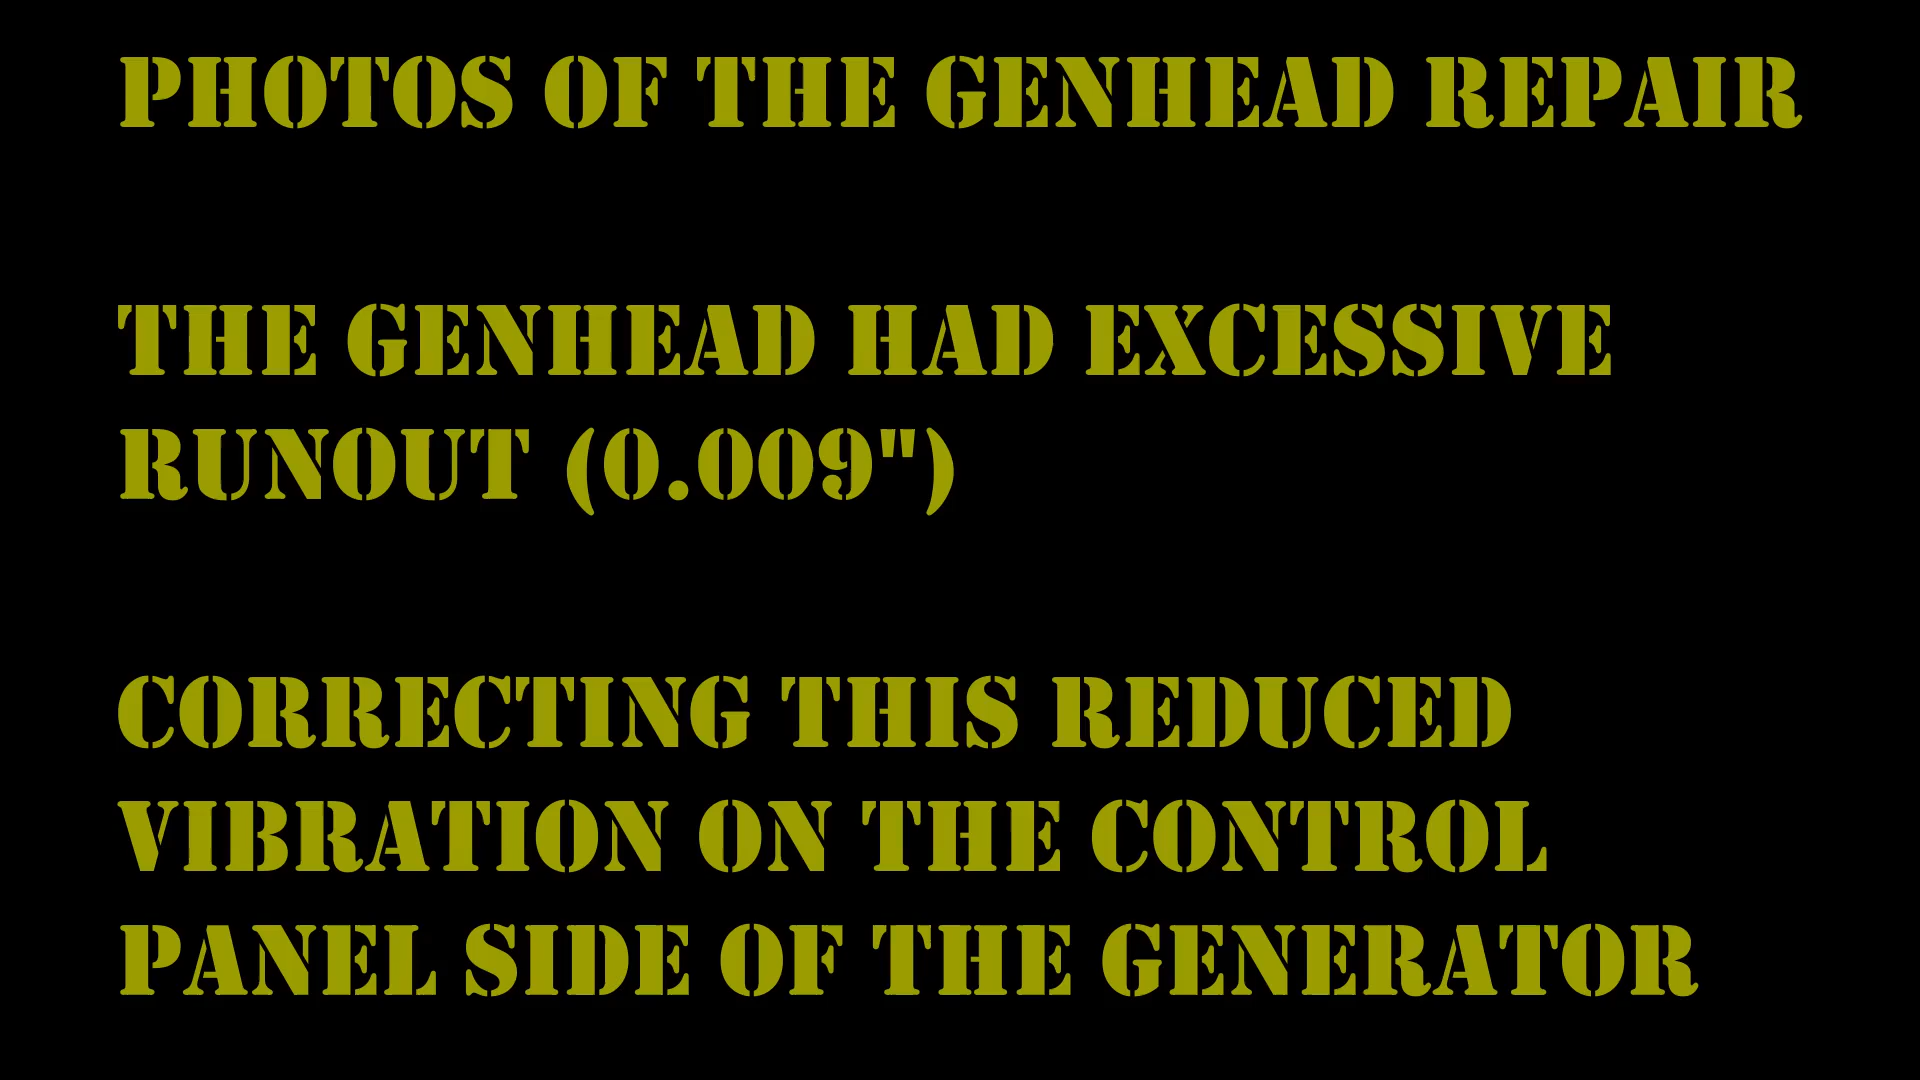 PHOTOS OF THE GENHEAD REPAIR
THE GENHEAD HAD EXCESSIVE
RUNOUT (0.009")
CORRECTING THIS REDUCED
VIBRATION ON THE CONTROL
PANEL SIDE OF THE GENERATOR